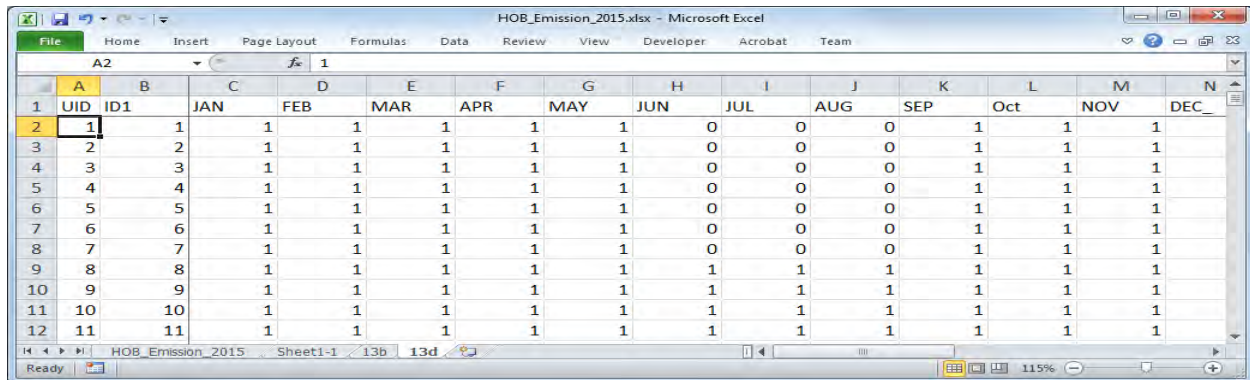 HOB_Emission_2015.xlsx - Microsoft Excel
File Home Insert Page Layout Formulas Data Review View Developer Acrobat Team
A2 fx 1
A B C D E F G H I J K L M N
1 UID ID1 JAN FEB MAR APR MAY JUN JUL AUG SEP Oct NOV DEC_
2 1 1 1 1 1 1 1 0 0 0 1 1 1
3 2 2 1 1 1 1 1 0 0 0 1 1 1
4 3 3 1 1 1 1 1 0 0 0 1 1 1
5 4 4 1 1 1 1 1 0 0 0 1 1 1
6 5 5 1 1 1 1 1 0 0 0 1 1 1
7 6 6 1 1 1 1 1 0 0 0 1 1 1
8 7 7 1 1 1 1 1 0 0 0 1 1 1
9 8 8 1 1 1 1 1 1 1 1 1 1 1
10 9 9 1 1 1 1 1 1 1 1 1 1 1
11 10 10 1 1 1 1 1 1 1 1 1 1 1
12 11 11 1 1 1 1 1 1 1 1 1 1 1
HOB_Emission_2015 Sheet1-1 13b 13d
Ready 115%